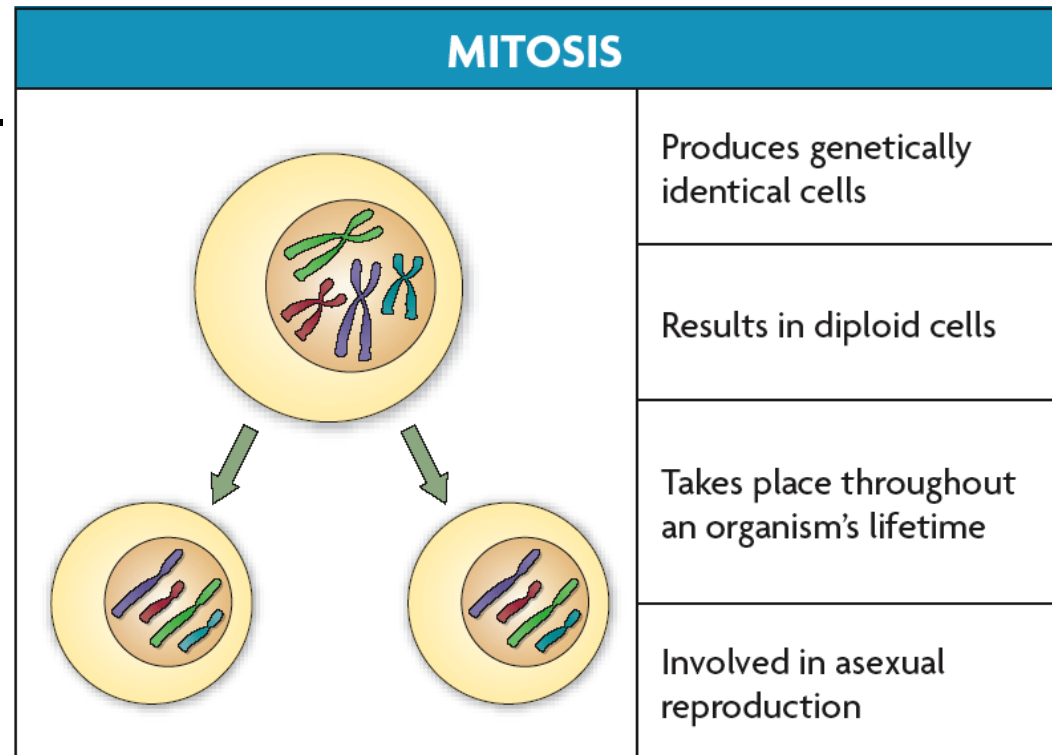 MITOSIS
Produces genetically
identical cells
Results in diploid cells
Takes place throughout
an organism's lifetime
Involved in asexual
reproduction